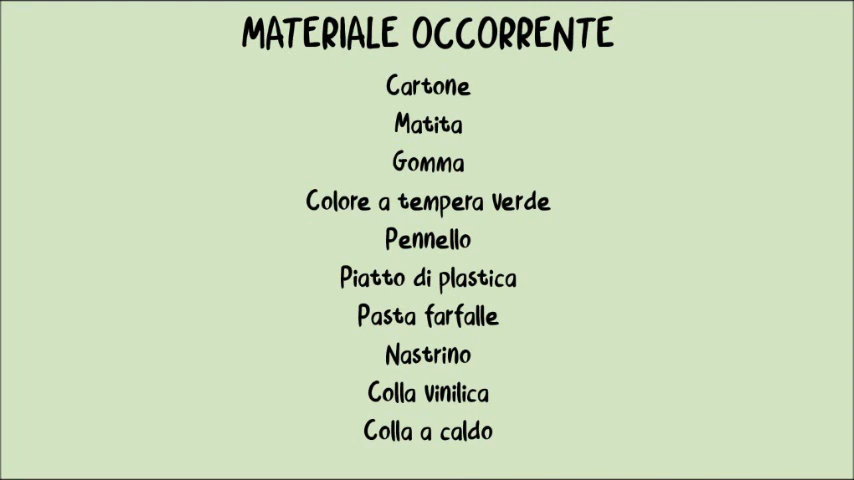 MATERIALE OCCORRENTE
Cartone
Matita
Gomma
Colore a tempera verde
Pennello
Piatto di plastica
Pasta farfalle
Nastrino
Colla vinilica
Colla a caldo